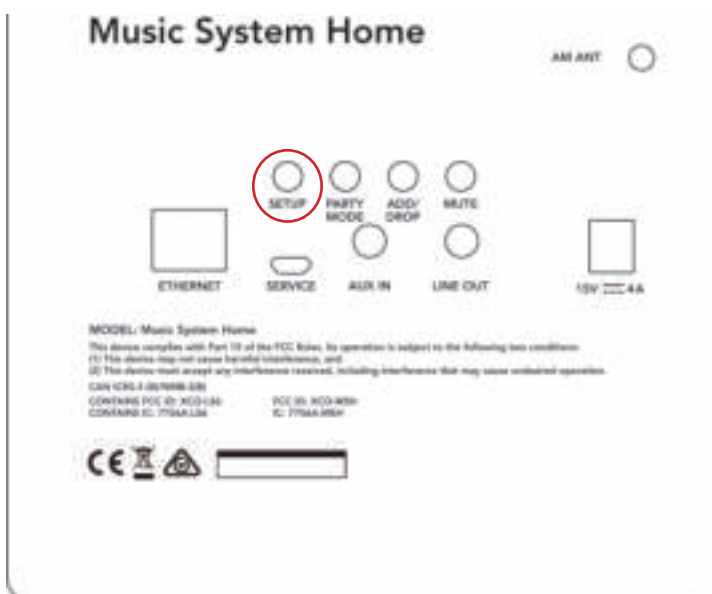 Music System Home
AM ANT
SETUP
PARTY MODE
ADD/ DROP
MUTE
ETHERNET
SERVICE
AUX IN
LINE OUT
15V 4A
MODEL: Music System Home
This device complies with Part 15 of the FCC Rules. Its operation is subject to the following two conditions:
(1) This device may not cause harmful interference, and
(2) This device must accept any interference received, including interference that may cause undesired operation.
CONTAINS FCC ID:
FCC ID:
CONTAINS IC:
IC:
CE